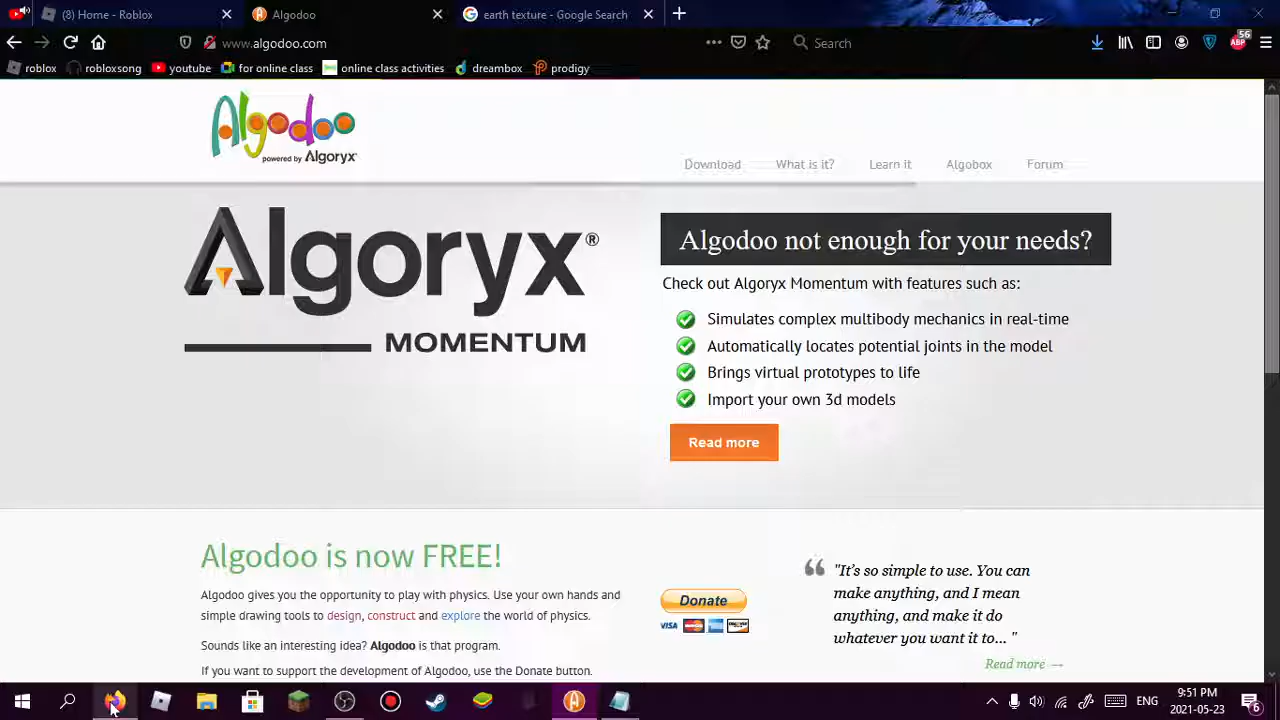 (8) Home - Roblox
Algodoo
earth texture - Google Search
www.algodoo.com
Search
56
ABP
roblox
robloxsong
youtube
for online class
online class activities
dreambox
prodigy
Algodoo
powered by Algoryx
Download
What is it?
Learn it
Algobox
Forum
Algoryx®
MOMENTUM
Algodoo not enough for your needs?
Check out Algoryx Momentum with features such as:
Simulates complex multibody mechanics in real-time
Automatically locates potential joints in the model
Brings virtual prototypes to life
Import your own 3d models
Read more
Algodoo is now FREE!
Algodoo gives you the opportunity to play with physics. Use your own hands and
simple drawing tools to design, construct and explore the world of physics.
Sounds like an interesting idea? Algodoo is that program.
If you want to support the development of Algodoo, use the Donate button.
Donate
VISA
"It's so simple to use. You can
make anything, and I mean
anything, and make it do
whatever you want it to... "
Read more →
ENG
9:51 PM
2021-05-23
6